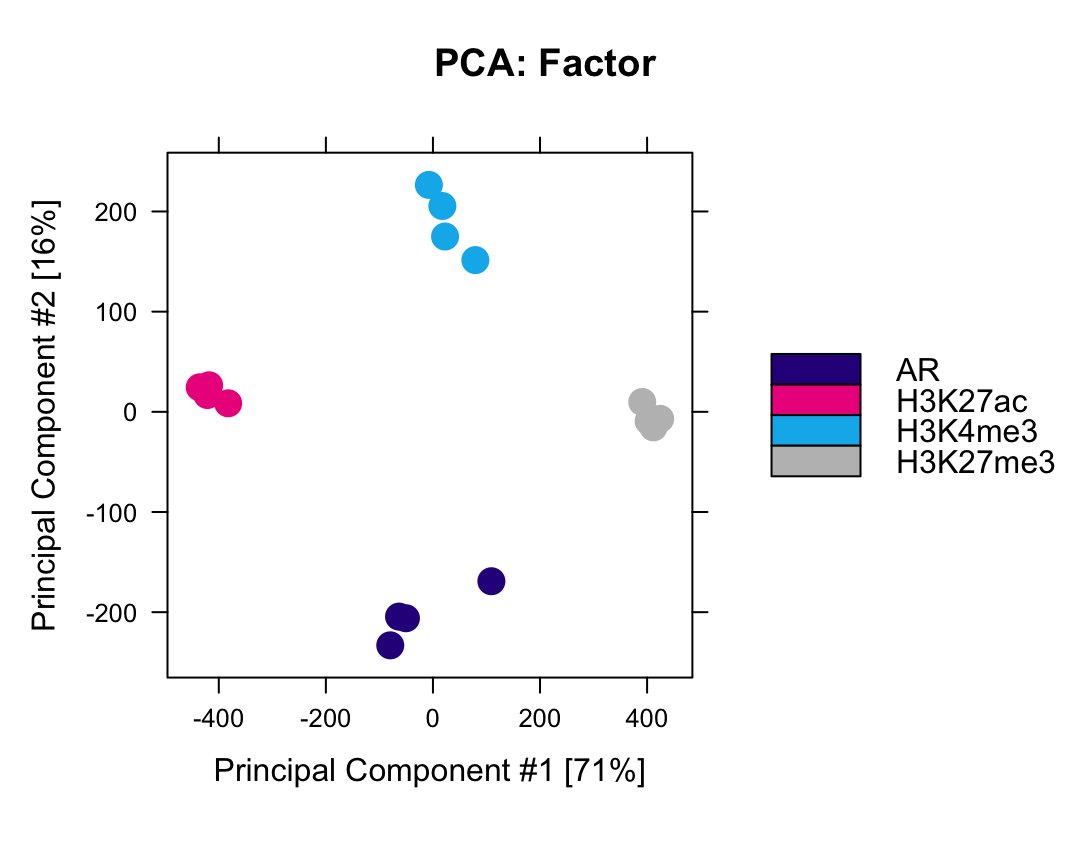 PCA: Factor
Principal Component #2 [16%]
200
100
0
-100
-200
-400
-200
0
200
400
Principal Component #1 [71%]
AR
H3K27ac
H3K4me3
H3K27me3